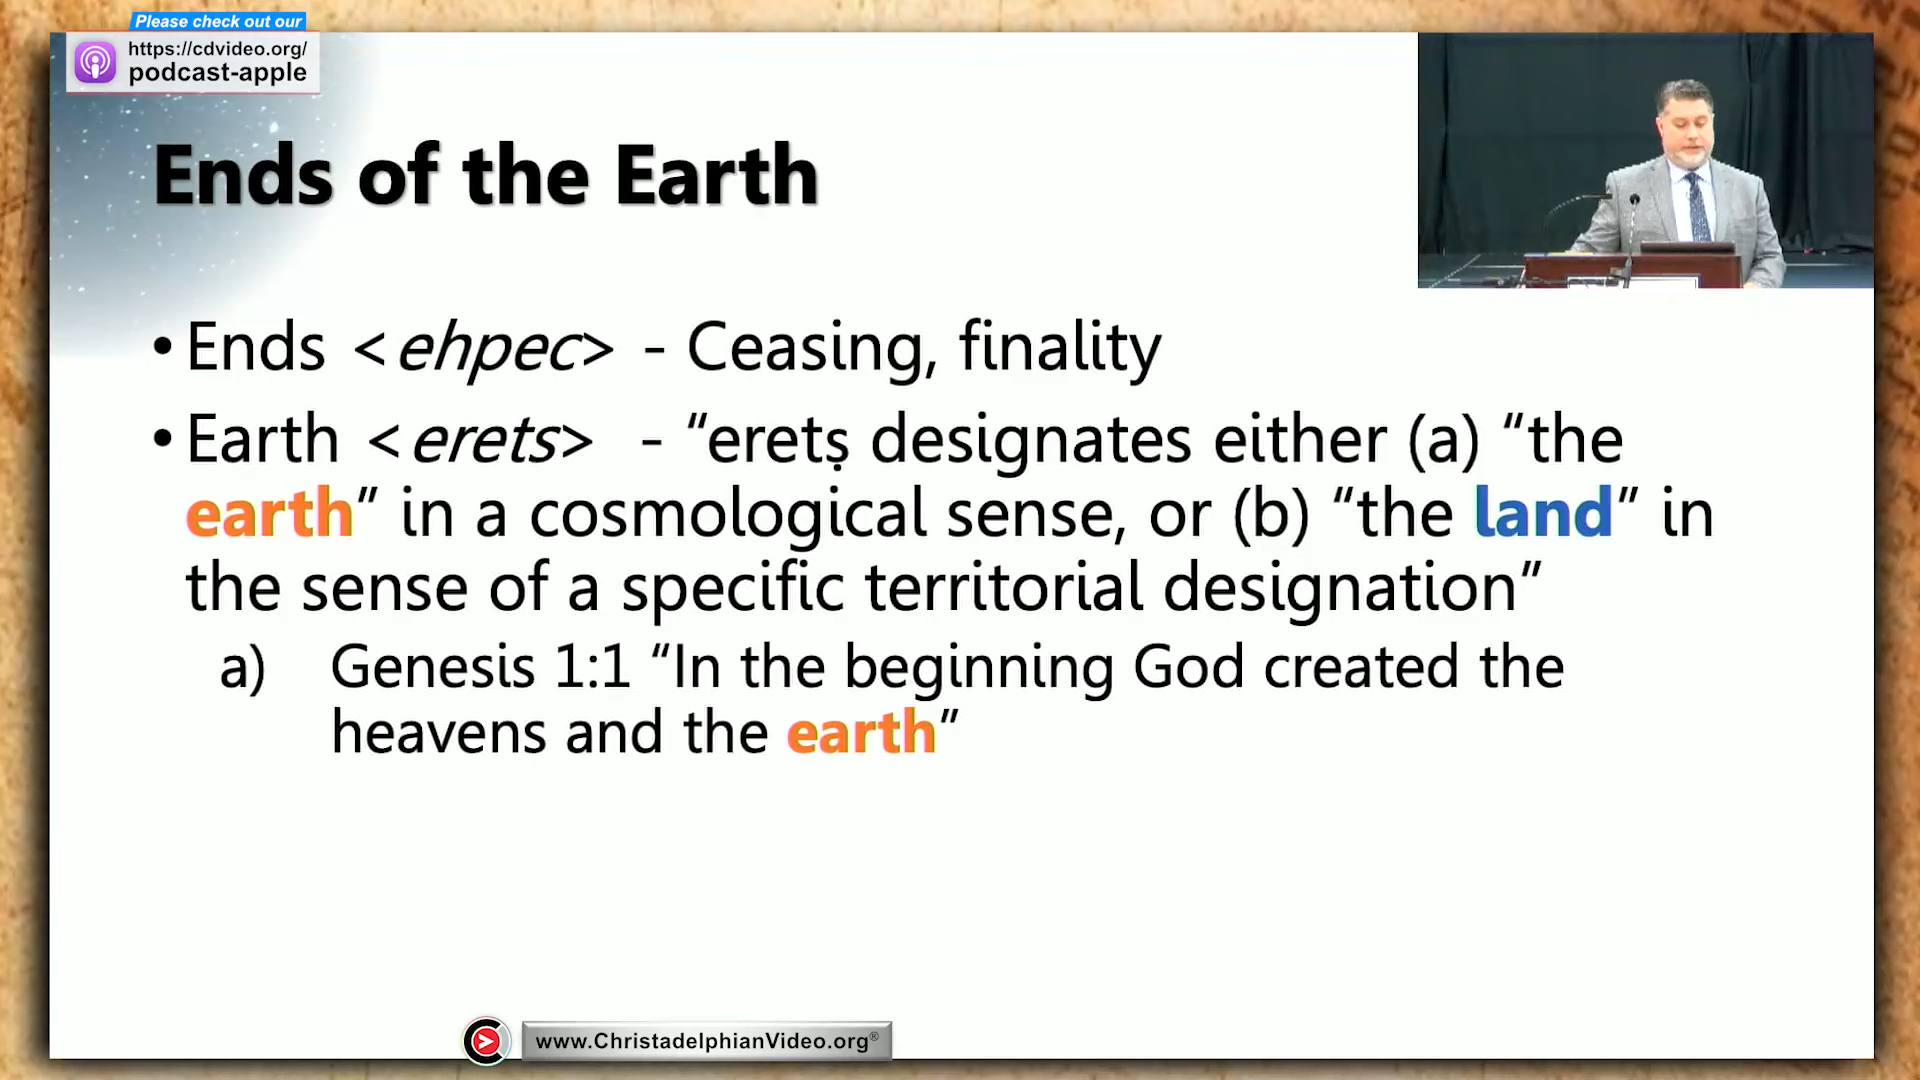 Please check out our
https://cdvideo.org/
podcast-apple
Ends of the Earth
• Ends <ehpec> - Ceasing, finality
• Earth <erets> - “ereṣ designates either (a) “the
earth” in a cosmological sense, or (b) “the land” in
the sense of a specific territorial designation”
a) Genesis 1:1 “In the beginning God created the
heavens and the earth”
www.ChristadelphianVideo.org®